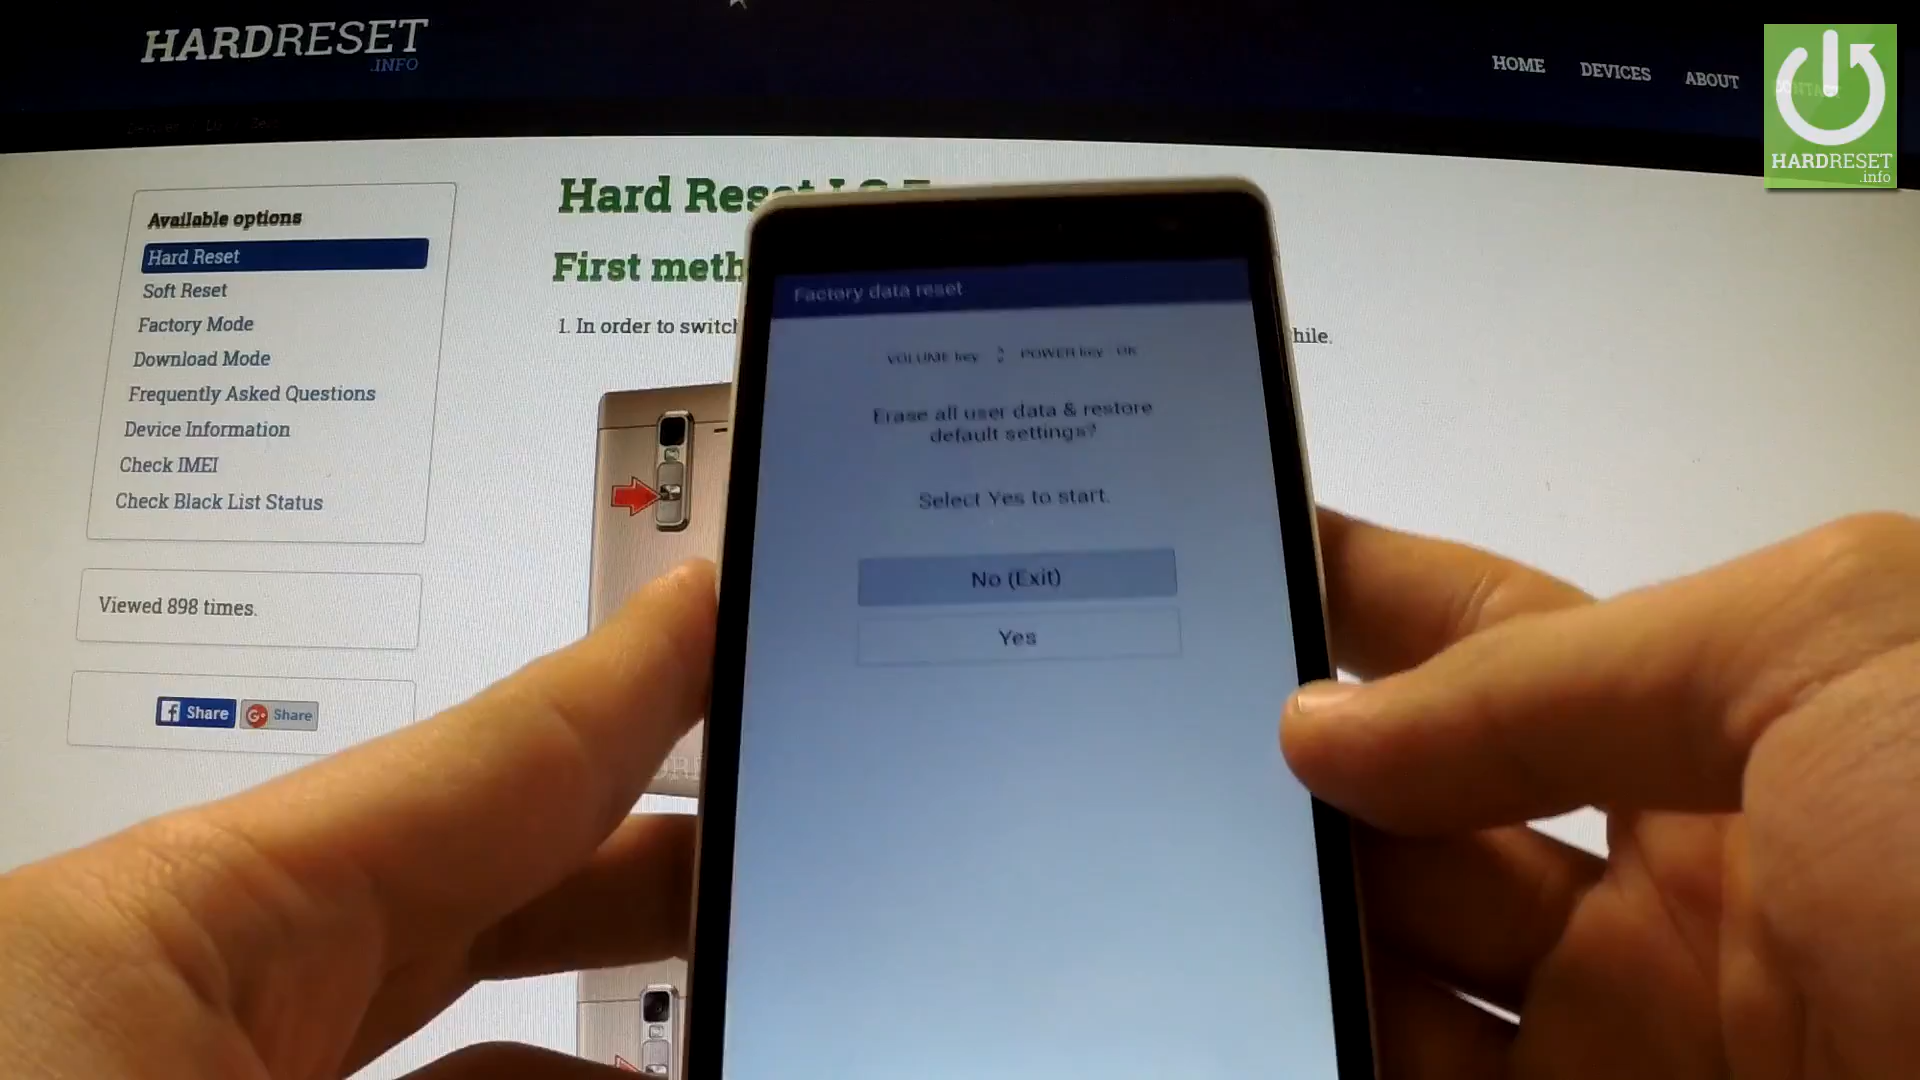 HARDRESET
.INFO
HOME DEVICES ABOUT CONTACT
HARDRESET
.info
Available options
Hard Reset
Soft Reset
Factory Mode
Download Mode
Frequently Asked Questions
Device Information
Check IMEI
Check Black List Status
Viewed 898 times.
Share
Share
Hard Reset LG
First meth
1. In order to switch
hile.
Factory data reset
VOLUME key : POWER key : OK
Erase all user data & restore
default settings?
Select Yes to start.
No (Exit)
Yes